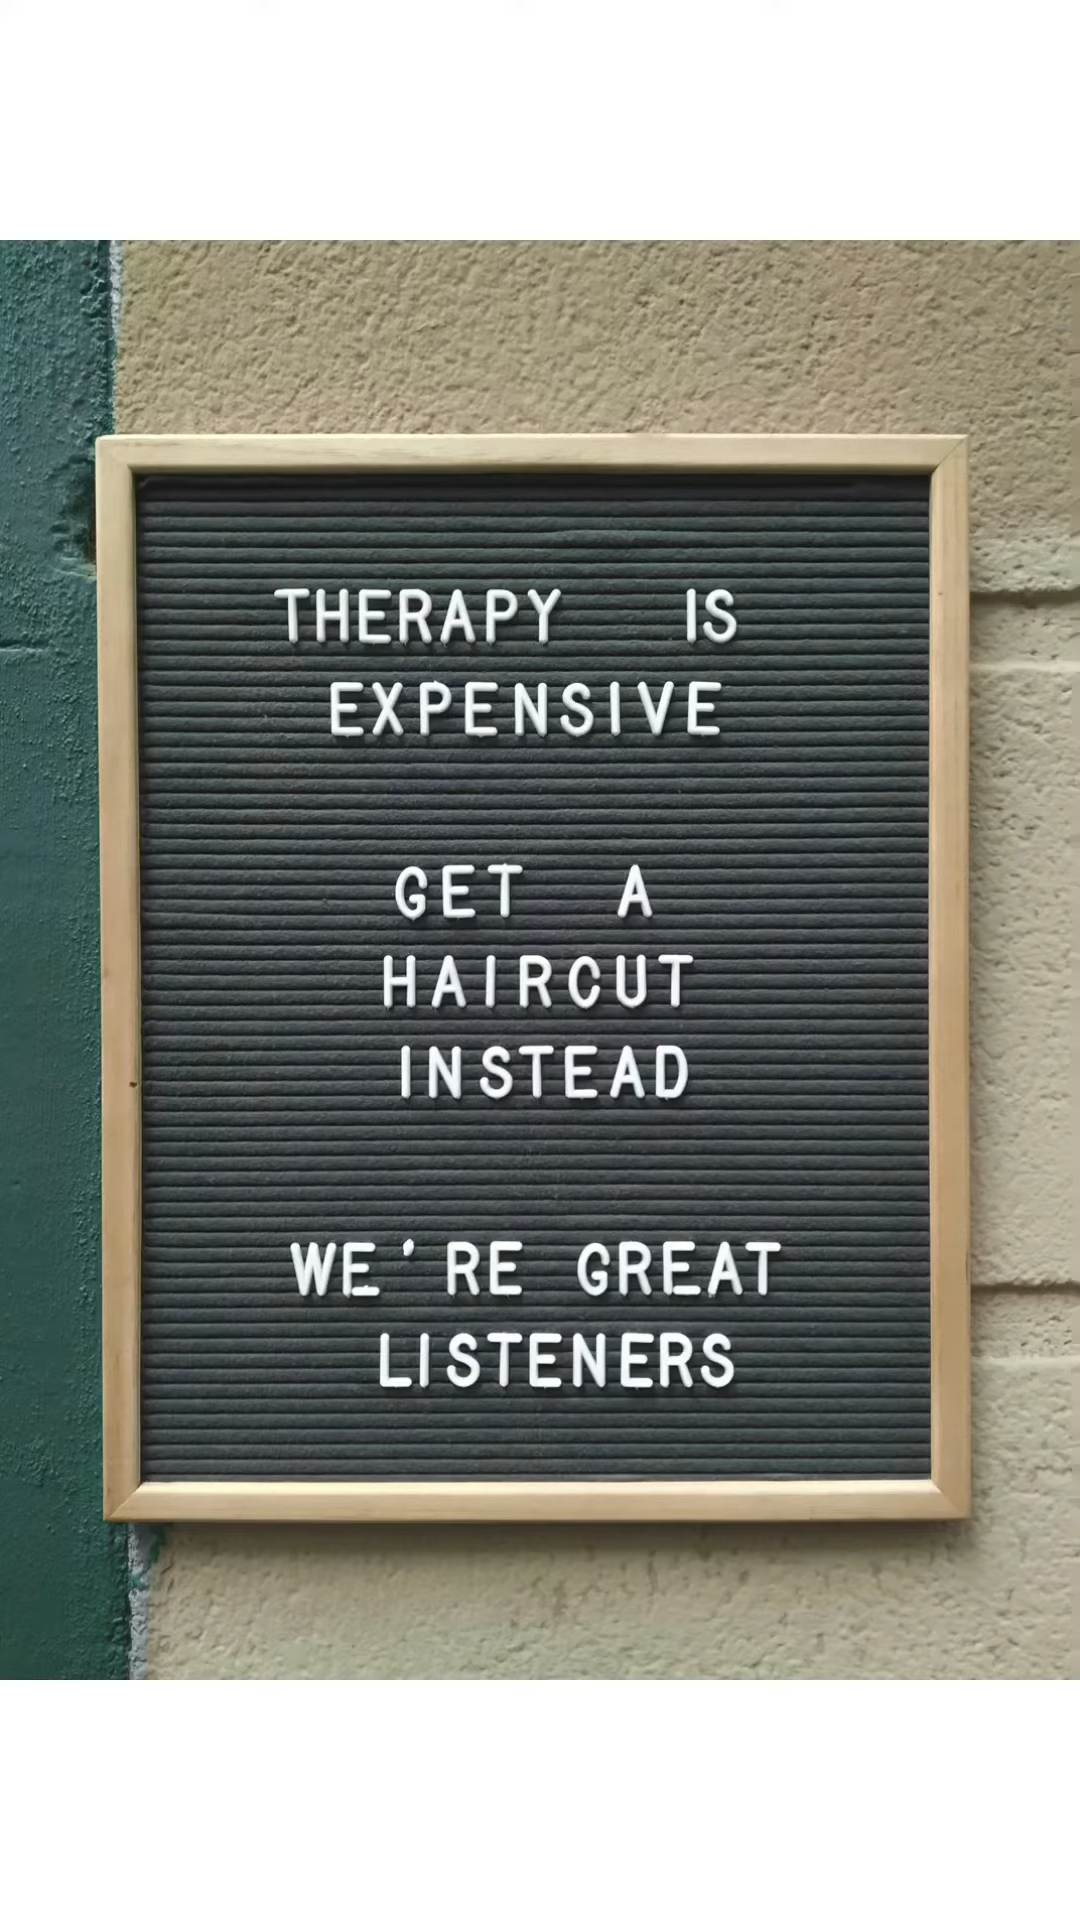 THERAPY IS
EXPENSIVE
GET A
HAIRCUT
INSTEAD
WE'RE GREAT
LISTENERS